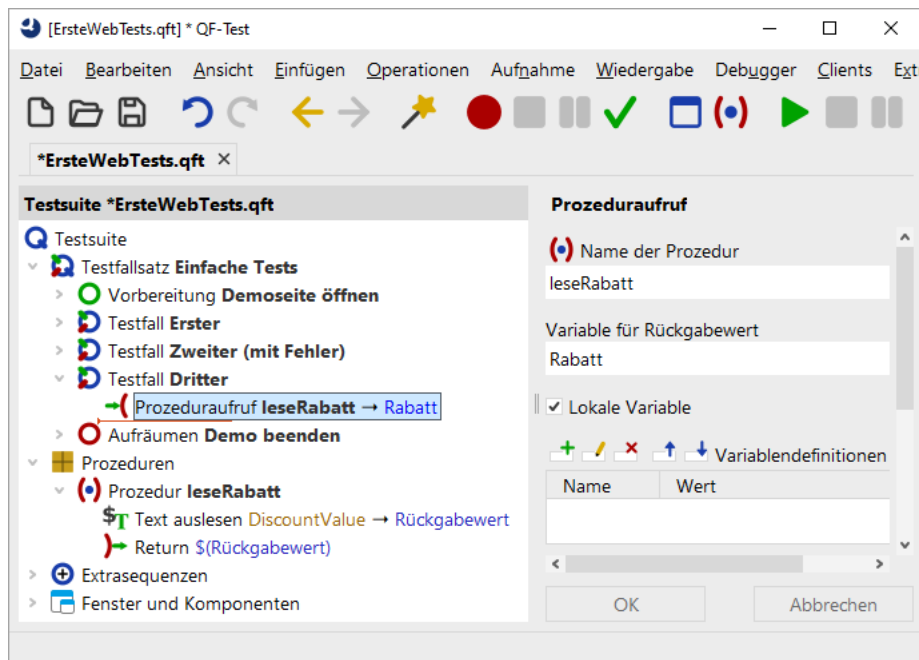 [ErsteWebTests.qft] * QF-Test
Datei Bearbeiten Ansicht Einfügen Operationen Aufnahme Wiedergabe Debugger Clients Ext
*ErsteWebTests.qft
Testsuite *ErsteWebTests.qft
Testsuite
Testfallsatz Einfache Tests
Vorbereitung Demoseite öffnen
Testfall Erster
Testfall Zweiter (mit Fehler)
Testfall Dritter
Prozeduraufruf leseRabatt → Rabatt
Aufräumen Demo beenden
Prozeduren
Prozedur leseRabatt
$T Text auslesen DiscountValue → Rückgabewert
Return $(Rückgabewert)
Extrasequenzen
Fenster und Komponenten
Prozeduraufruf
Name der Prozedur
leseRabatt
Variable für Rückgabewert
Rabatt
Lokale Variable
Variablendefinitionen
Name Wert
OK Abbrechen